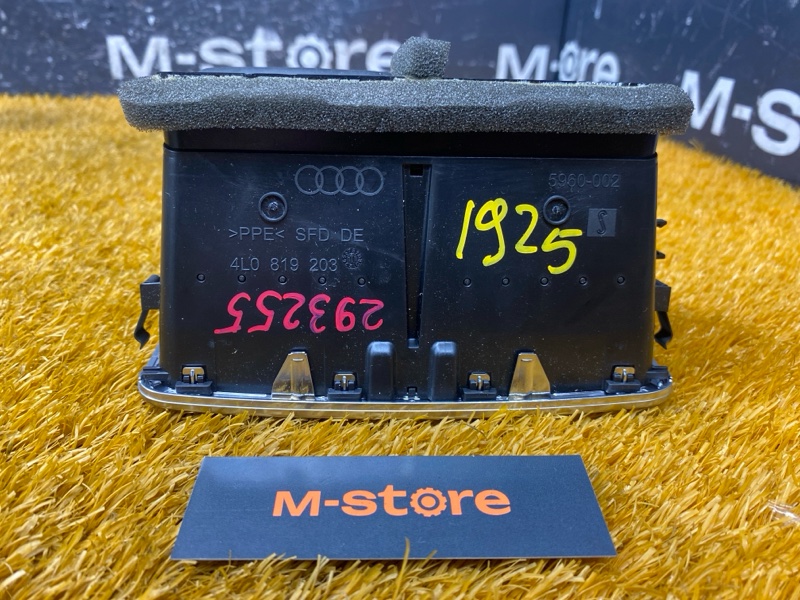 M-store
M-store
M-S
5960-002
>PPE< SFD DE
4L0 819 203
1925
293255
M-store